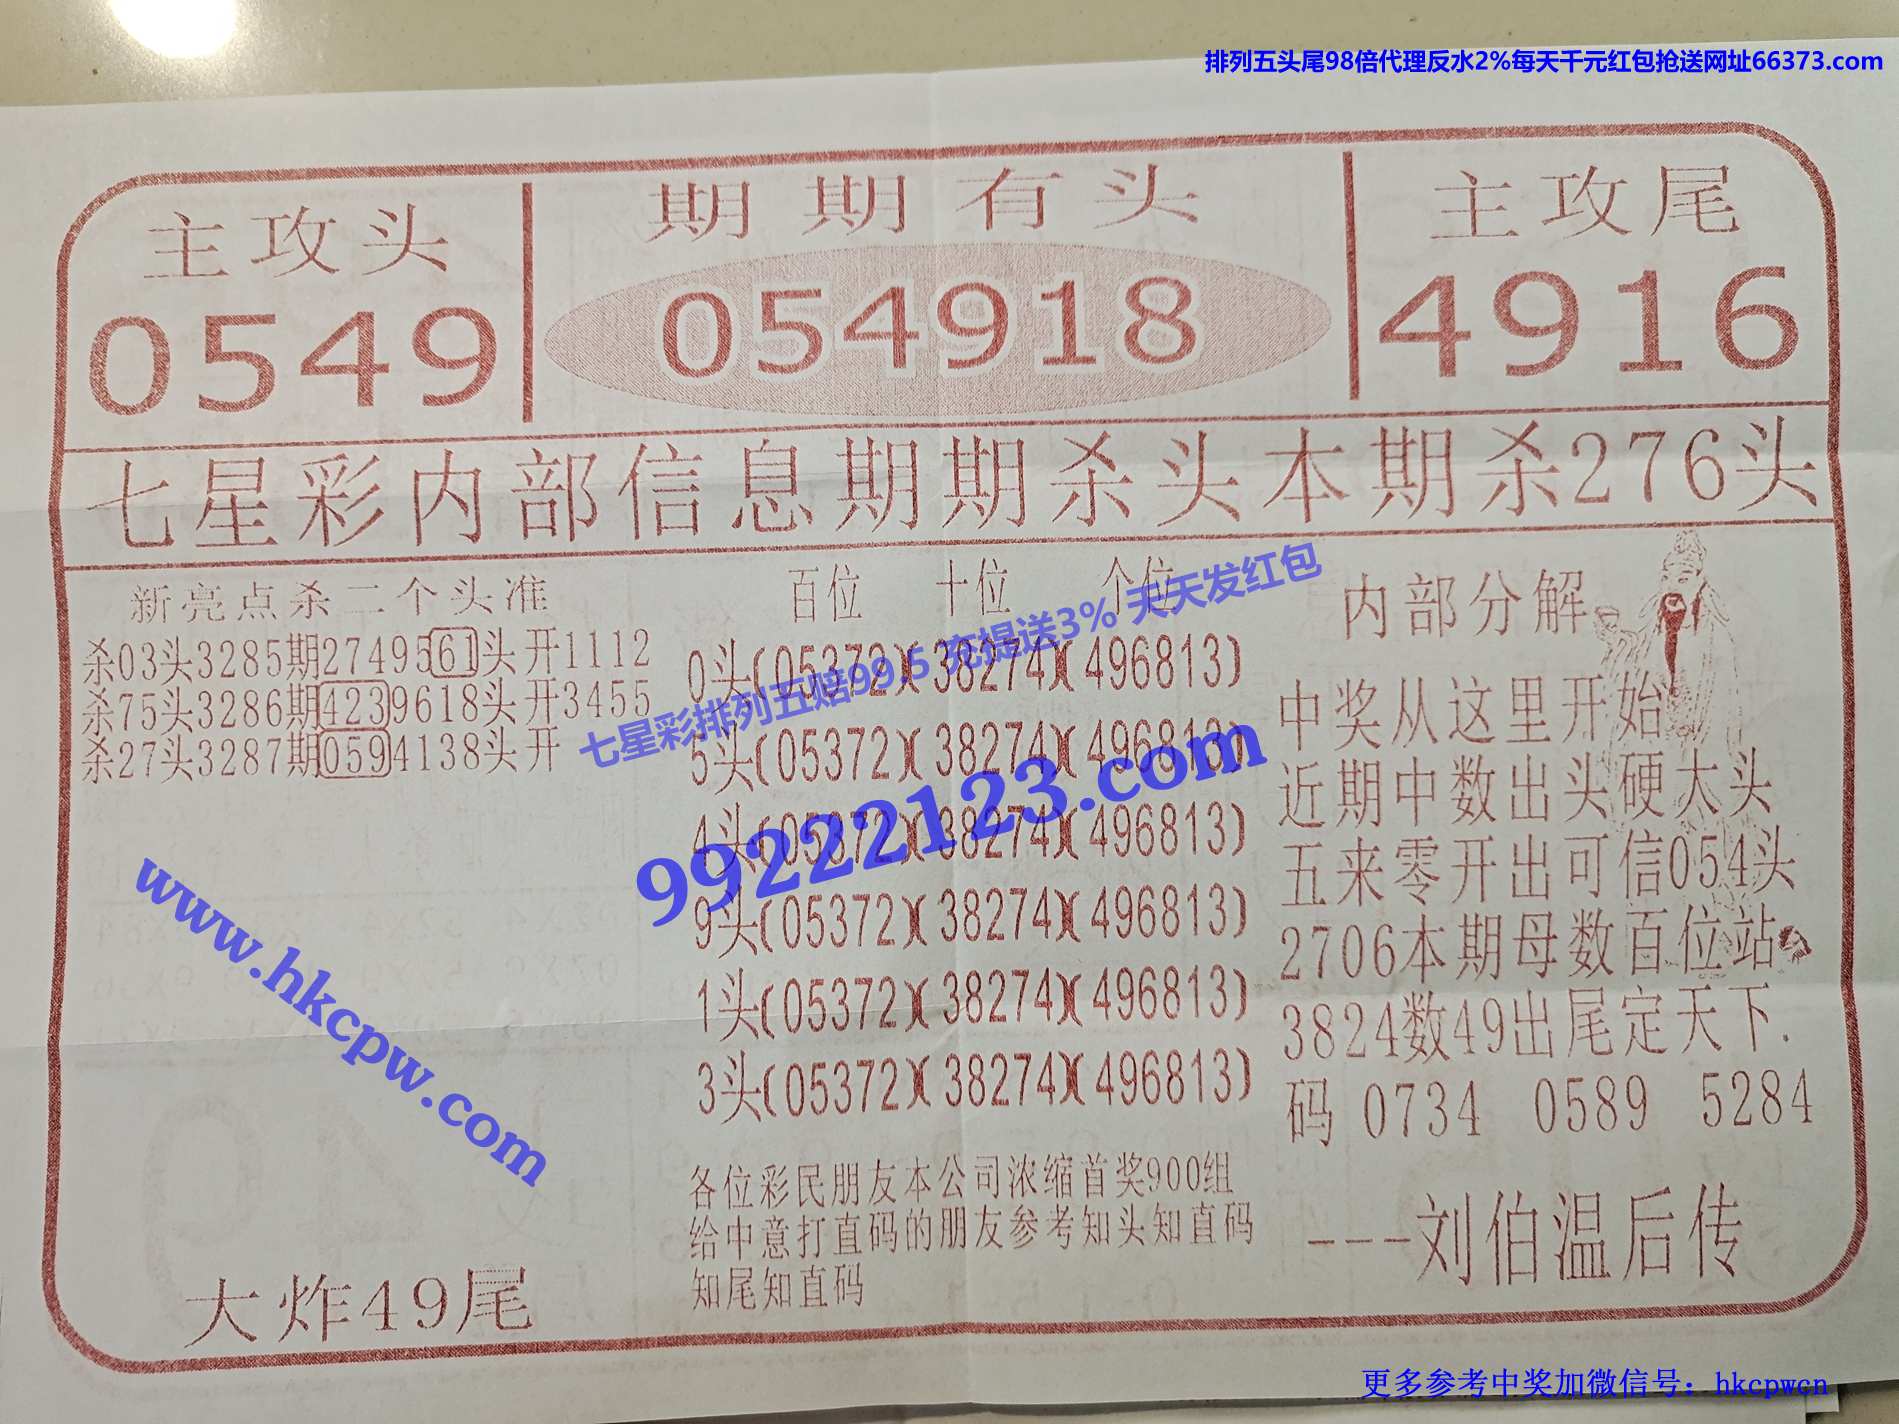 排列五头尾98倍代理反水2%每天千元红包抢送网址66373.com
主攻头
0549
期期有头
054918
主攻尾
4916
七星彩内部信息期期杀头本期杀276头
新亮点杀二个头准
杀03头3285期2749561头开1112
杀75头3286期4239618头开3455
杀27头3287期0594138头开
大炸49尾
百位 十位 个位
0头(05372)(38274)(496813)
5头(05372)(38274)(496813)
4头(05372)(38274)(496813)
9头(05372)(38274)(496813)
1头(05372)(38274)(496813)
3头(05372)(38274)(496813)
各位彩民朋友本公司浓缩首奖900组
给中意打直码的朋友参考知头知直码
知尾知直码
内部分解
中奖从这里开始
近期中数出头硬太头
五来零开出可信054头
2706本期母数百位站
3824数49出尾定天下.
码 0734 0589 5284
---刘伯温后传
七星彩排列五赔99.5 充提送3% 天天发红包
99222123.com
www.hkcpw.com
更多参考中奖加微信号：hkcpwcn